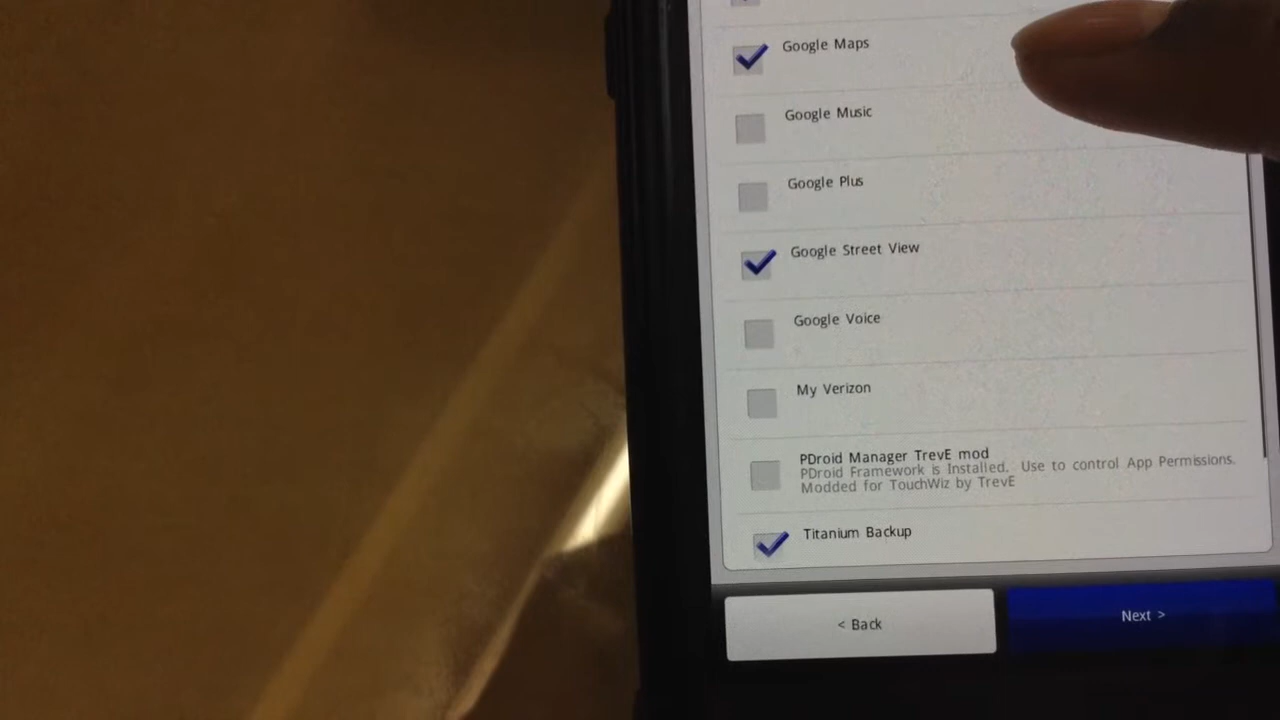 Google Maps
Google Music
Google Plus
Google Street View
Google Voice
My Verizon
PDroid Manager TrevE mod
PDroid Framework is Installed. Use to control App Permissions.
Modded for TouchWiz by TrevE
Titanium Backup
< Back
Next >